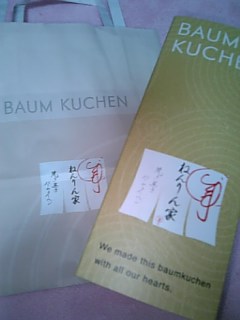 BAUM KUCHEN
ねんりん家
BAUM
KUCHEN
ねんりん家
We made this baumkuchen
with all our hearts.